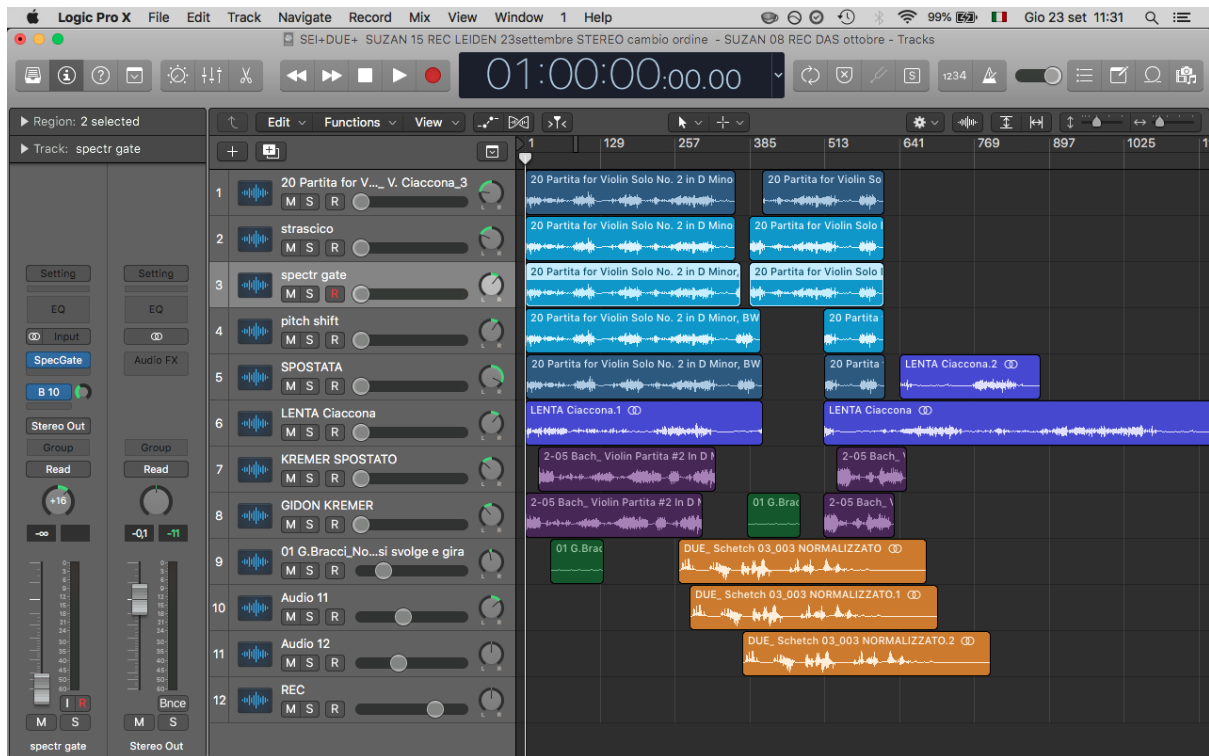 Logic Pro X File Edit Track Navigate Record Mix View Window 1 Help 99% Gio 23 set 11:31
SEI+DUE+ SUZAN 15 REC LEIDEN 23settembre STEREO cambio ordine - SUZAN 08 REC DAS ottobre - Tracks
01:00:00:00.00 S 1234
Region: 2 selected Edit Functions View
Track: spectr gate 1 129 257 385 513 641 769 897 1025 1
1 20 Partita for V..._ V. Ciaccona_3 M S R L R
20 Partita for Violin Solo No. 2 in D Mino 20 Partita for Violin So
2 strascico M S R L R
20 Partita for Violin Solo No. 2 in D Mino 20 Partita for Violin Solo
3 spectr gate M S R L R
20 Partita for Violin Solo No. 2 in D Minor, 20 Partita for Violin Solo
4 pitch shift M S R L R
20 Partita for Violin Solo No. 2 in D Minor, BW 20 Partita
5 SPOSTATA M S R L R
20 Partita for Violin Solo No. 2 in D Minor, BW 20 Partita LENTA Ciaccona.2
6 LENTA Ciaccona M S R L R
LENTA Ciaccona.1 LENTA Ciaccona
7 KREMER SPOSTATO M S R L R
2-05 Bach_ Violin Partita #2 In D 2-05 Bach_
8 GIDON KREMER M S R L R
2-05 Bach_ Violin Partita #2 In D 01 G.Brac 2-05 Bach_
9 01 G.Bracci_No...si svolge e gira M S R L R
01 G.Brac DUE_ Schetch 03_003 NORMALIZZATO
10 Audio 11 M S R L R
DUE_ Schetch 03_003 NORMALIZZATO.1
11 Audio 12 M S R L R
DUE_ Schetch 03_003 NORMALIZZATO.2
12 REC M S R L R
Setting Setting
EQ EQ
Input
SpecGate Audio FX
B 10
Stereo Out
Group Group
Read Read
+16
-∞ -0,1 -11
I R Bnce
M S M S
spectr gate Stereo Out